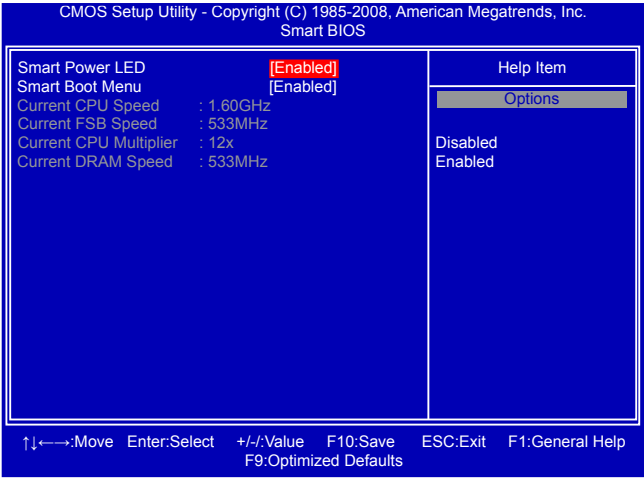 CMOS Setup Utility - Copyright (C) 1985-2008, American Megatrends, Inc.
Smart BIOS
Smart Power LED [Enabled]
Smart Boot Menu [Enabled]
Current CPU Speed : 1.60GHz
Current FSB Speed : 533MHz
Current CPU Multiplier : 12x
Current DRAM Speed : 533MHz
Help Item
Options
Disabled
Enabled
↑↓←→:Move Enter:Select +/-/:Value F10:Save ESC:Exit F1:General Help
F9:Optimized Defaults